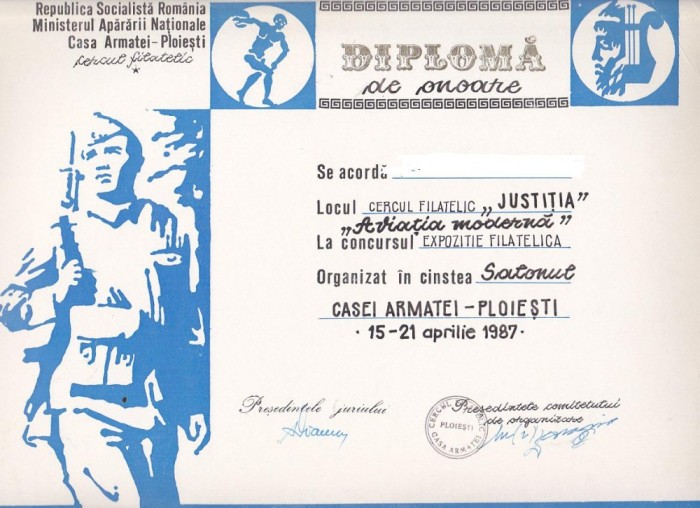 Republica Socialistă România
Ministerul Apărării Naționale
Casa Armatei-Ploiești
cercul filatelic
DIPLOMĂ
de onoare
Se acordă
Locul CERCUL FILATELIC „JUSTIȚIA”
„Aviația modernă”
La concursul EXPOZITIE FILATELICA
Organizat în cinstea Salonul
CASEI ARMATEI-PLOIEȘTI
· 15-21 aprilie 1987 ·
Președintele juriului
Președintele comitetului
de organizare
CERCUL
PLOIEȘTI
CASA ARMATEI